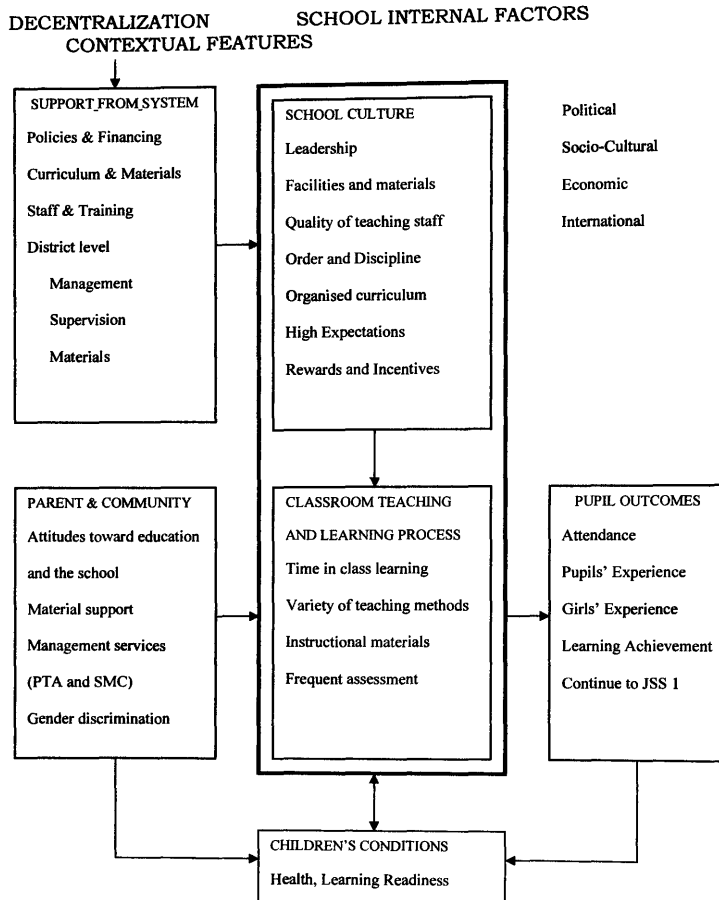 DECENTRALIZATION
CONTEXTUAL FEATURES
SCHOOL INTERNAL FACTORS
SUPPORT_FROM_SYSTEM
Policies & Financing
Curriculum & Materials
Staff & Training
District level
Management
Supervision
Materials
SCHOOL CULTURE
Leadership
Facilities and materials
Quality of teaching staff
Order and Discipline
Organised curriculum
High Expectations
Rewards and Incentives
Political
Socio-Cultural
Economic
International
PARENT & COMMUNITY
Attitudes toward education
and the school
Material support
Management services
(PTA and SMC)
Gender discrimination
CLASSROOM TEACHING
AND LEARNING PROCESS
Time in class learning
Variety of teaching methods
Instructional materials
Frequent assessment
PUPIL OUTCOMES
Attendance
Pupils' Experience
Girls' Experience
Learning Achievement
Continue to JSS 1
CHILDREN'S CONDITIONS
Health, Learning Readiness